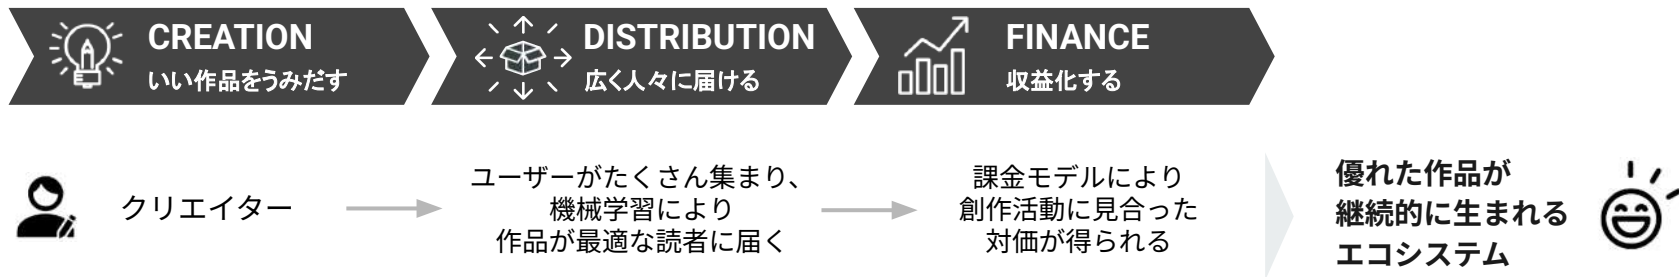 CREATION
いい作品をうみだす
DISTRIBUTION
広く人々に届ける
FINANCE
収益化する
クリエイター
ユーザーがたくさん集まり、
機械学習により
作品が最適な読者に届く
課金モデルにより
創作活動に見合った
対価が得られる
優れた作品が
継続的に生まれる
エコシステム